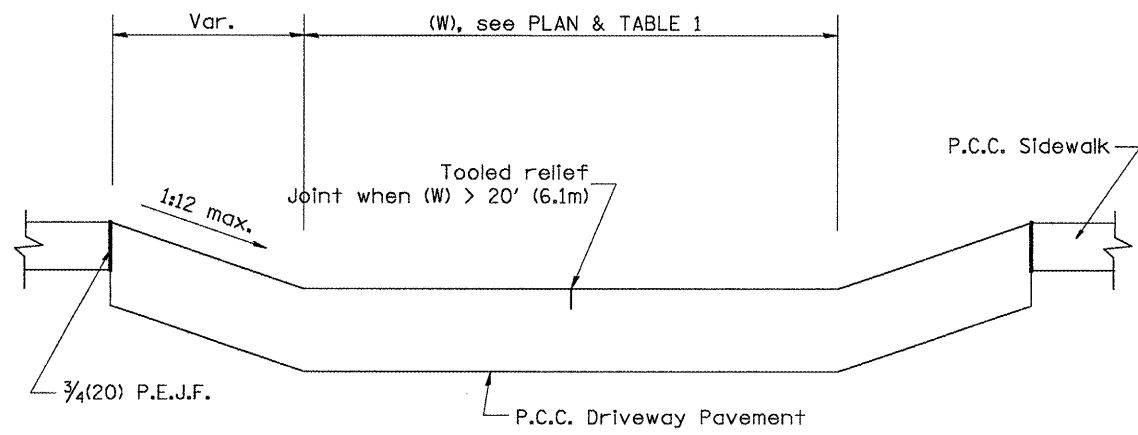 Var.
(W), see PLAN & TABLE 1
P.C.C. Sidewalk
Tooled relief
Joint when (W) > 20' (6.1m)
1:12 max.
¾(20) P.E.J.F.
P.C.C. Driveway Pavement